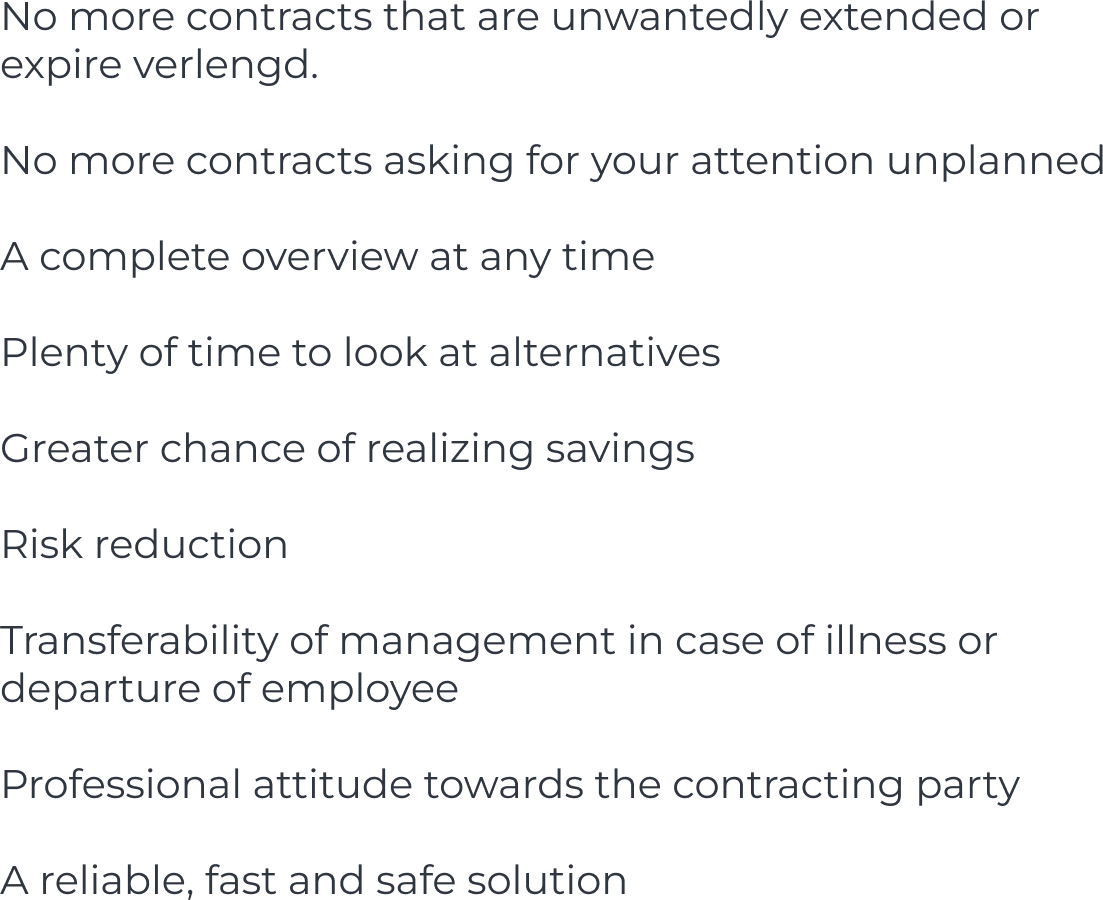 No more contracts that are unwantedly extended or
expire verlengd.
No more contracts asking for your attention unplanned
A complete overview at any time
Plenty of time to look at alternatives
Greater chance of realizing savings
Risk reduction
Transferability of management in case of illness or
departure of employee
Professional attitude towards the contracting party
A reliable, fast and safe solution